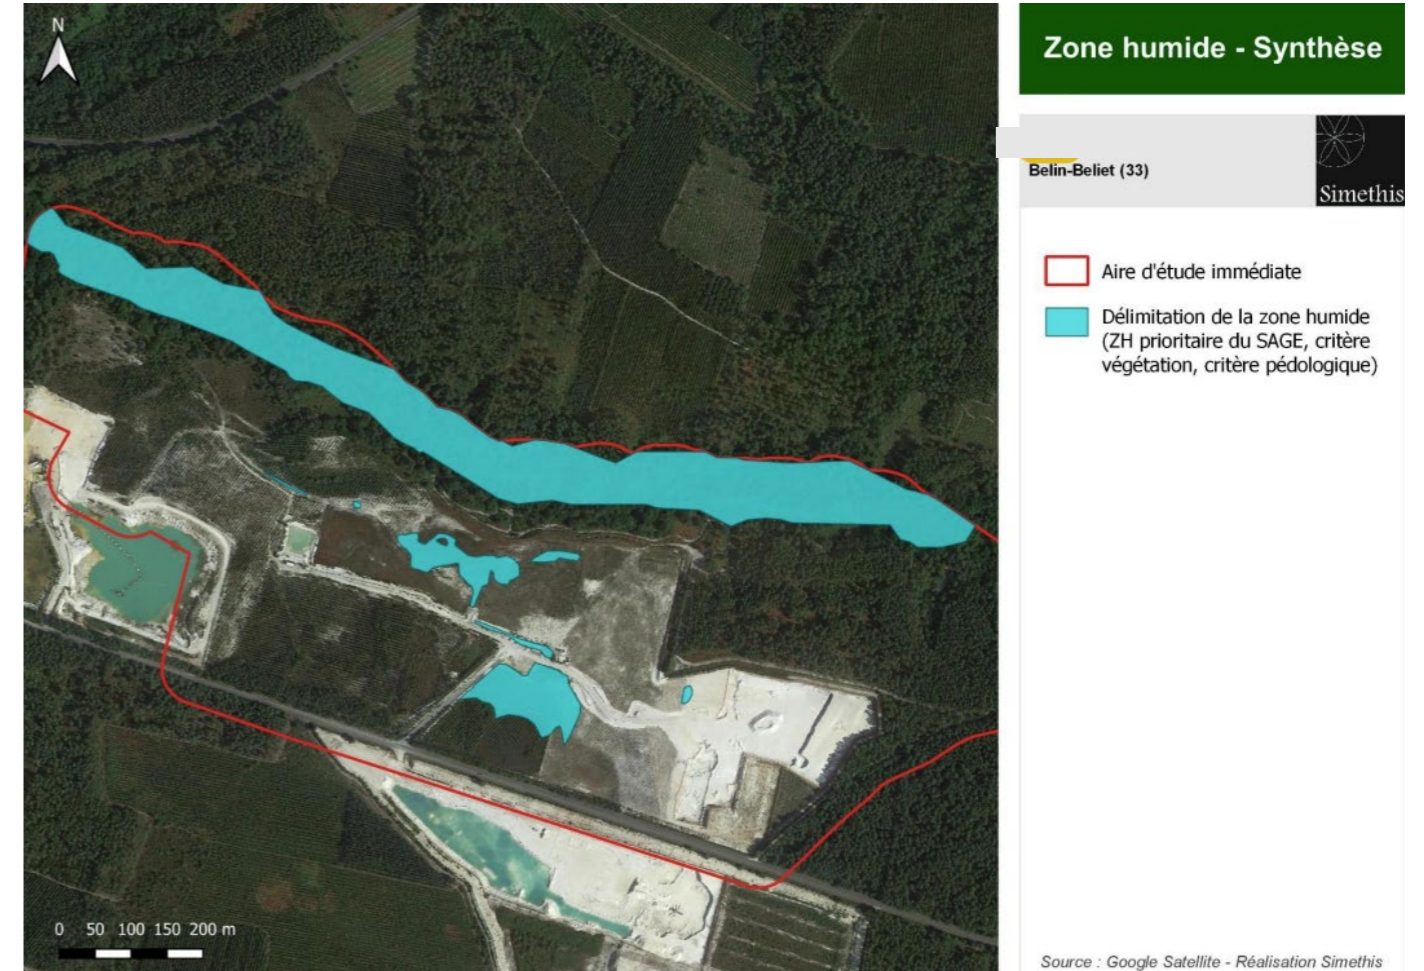 N
Zone humide - Synthèse
Belin-Beliet (33)
Simethis
Aire d'étude immédiate
Délimitation de la zone humide
(ZH prioritaire du SAGE, critère
végétation, critère pédologique)
0 50 100 150 200 m
Source : Google Satellite - Réalisation Simethis